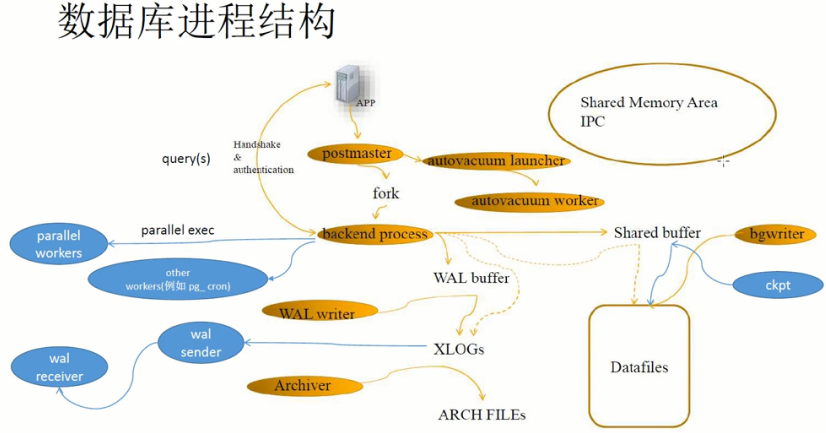 数据库进程结构
APP
Shared Memory Area
IPC
Handshake
&
authentication
query(s)
postmaster
autovacuum launcher
fork
autovacuum worker
parallel exec
backend process
Shared buffer
bgwriter
parallel
workers
other
workers(例如 pg_cron)
WAL buffer
ckpt
WAL writer
wal
sender
XLOGs
wal
receiver
Datafiles
Archiver
ARCH FILEs